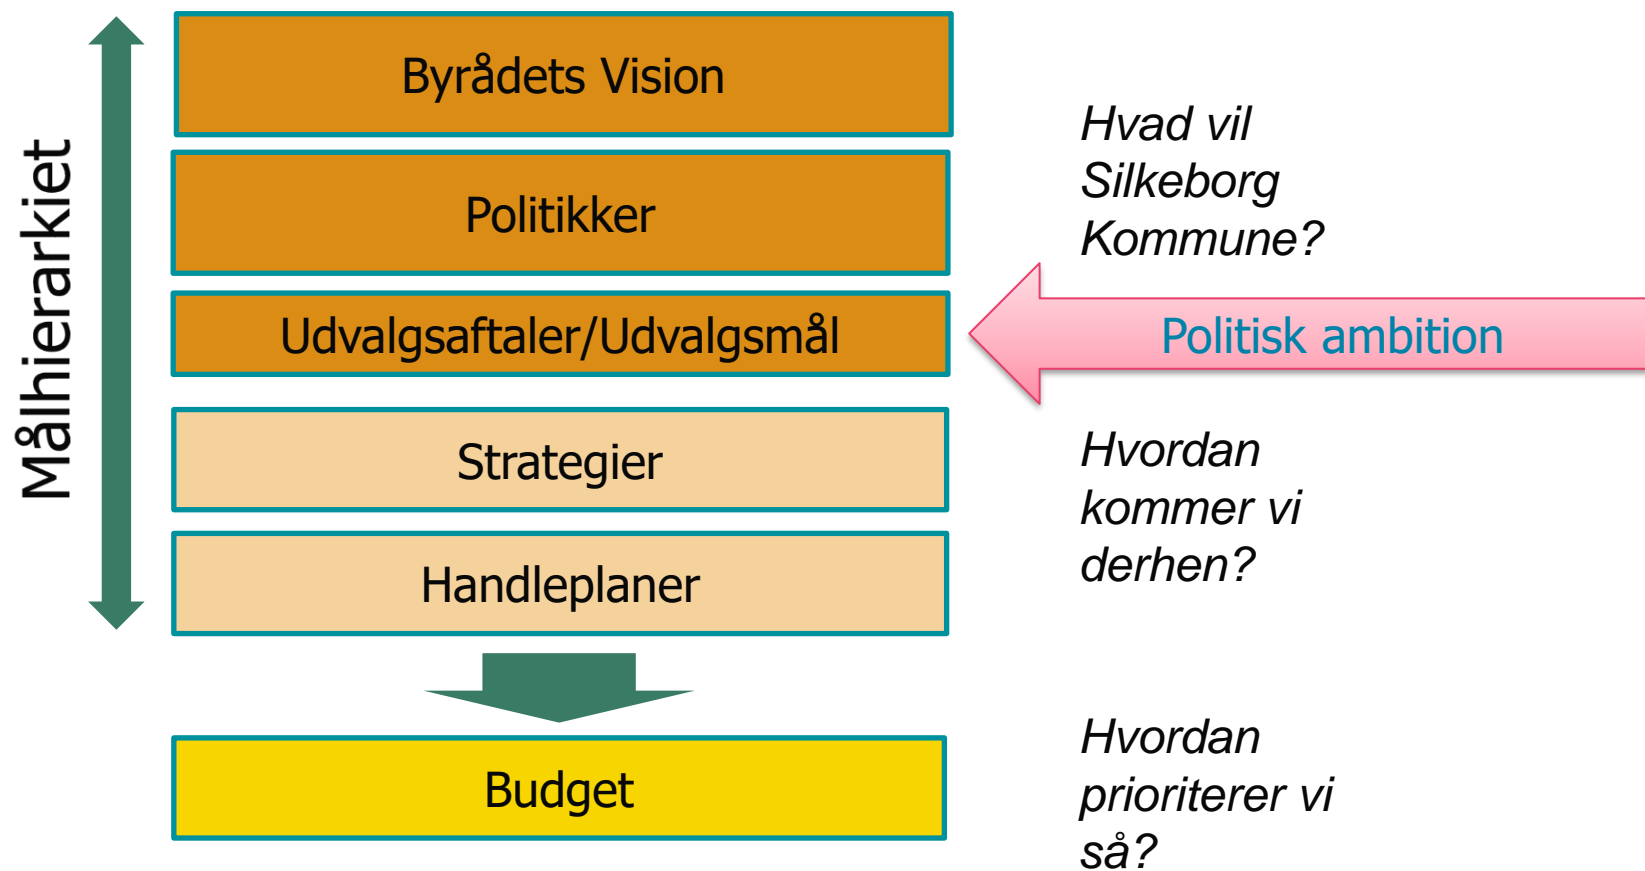 Målhierarkiet
Byrådets Vision
Politikker
Udvalgsaftaler/Udvalgsmål
Strategier
Handleplaner
Budget
Hvad vil
Silkeborg
Kommune?
Politisk ambition
Hvordan
kommer vi
derhen?
Hvordan
prioriterer vi
så?